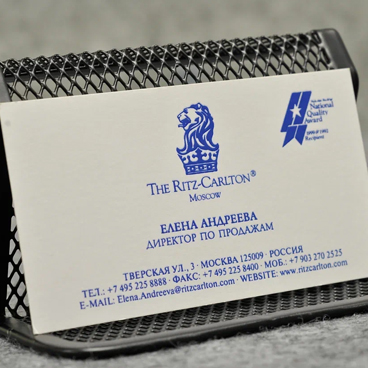 THE RITZ-CARLTON®
MOSCOW
National
Quality
Award
Recipient
ЕЛЕНА АНДРЕЕВА
ДИРЕКТОР ПО ПРОДАЖАМ
ТВЕРСКАЯ УЛ., 3 · МОСКВА 125009 · РОССИЯ
ТЕЛ.: +7 495 225 8888 · ФАКС: +7 495 225 8400 · МОБ.: +7 903 270 2525
E-MAIL: Elena.Andreeva@ritzcarlton.com · WEBSITE: www.ritzcarlton.com